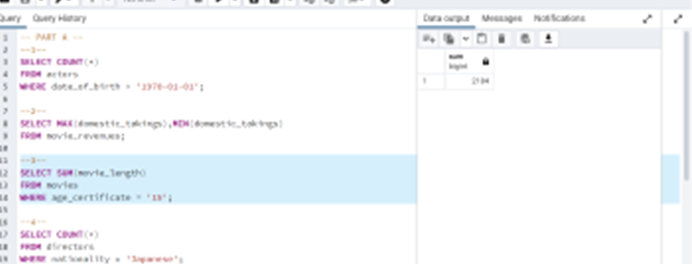 Query
Query History
Data output
Messages
Notifications
1 -- PART A --
2 --1--
3 SELECT COUNT(*)
4 FROM actors
5 WHERE date_of_birth = '1970-01-01';
6
7 --2--
8 SELECT MAX(domestic_takings),MIN(domestic_takings)
9 FROM movie_revenues;
10
11 --3--
12 SELECT SUM(movie_length)
13 FROM movies
14 WHERE age_certificate = '15';
15
16 --4--
17 SELECT COUNT(*)
18 FROM directors
19 WHERE nationality = 'Japanese';
sum
bigint
1 2184